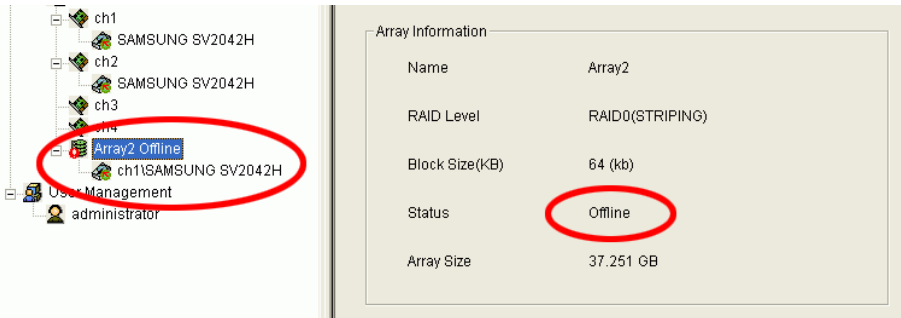 ch1
SAMSUNG SV2042H
ch2
SAMSUNG SV2042H
ch3
ch4
Array2 Offline
ch1\SAMSUNG SV2042H
User Management
administrator
Array Information
Name Array2
RAID Level RAID0(STRIPING)
Block Size(KB) 64 (kb)
Status Offline
Array Size 37.251 GB